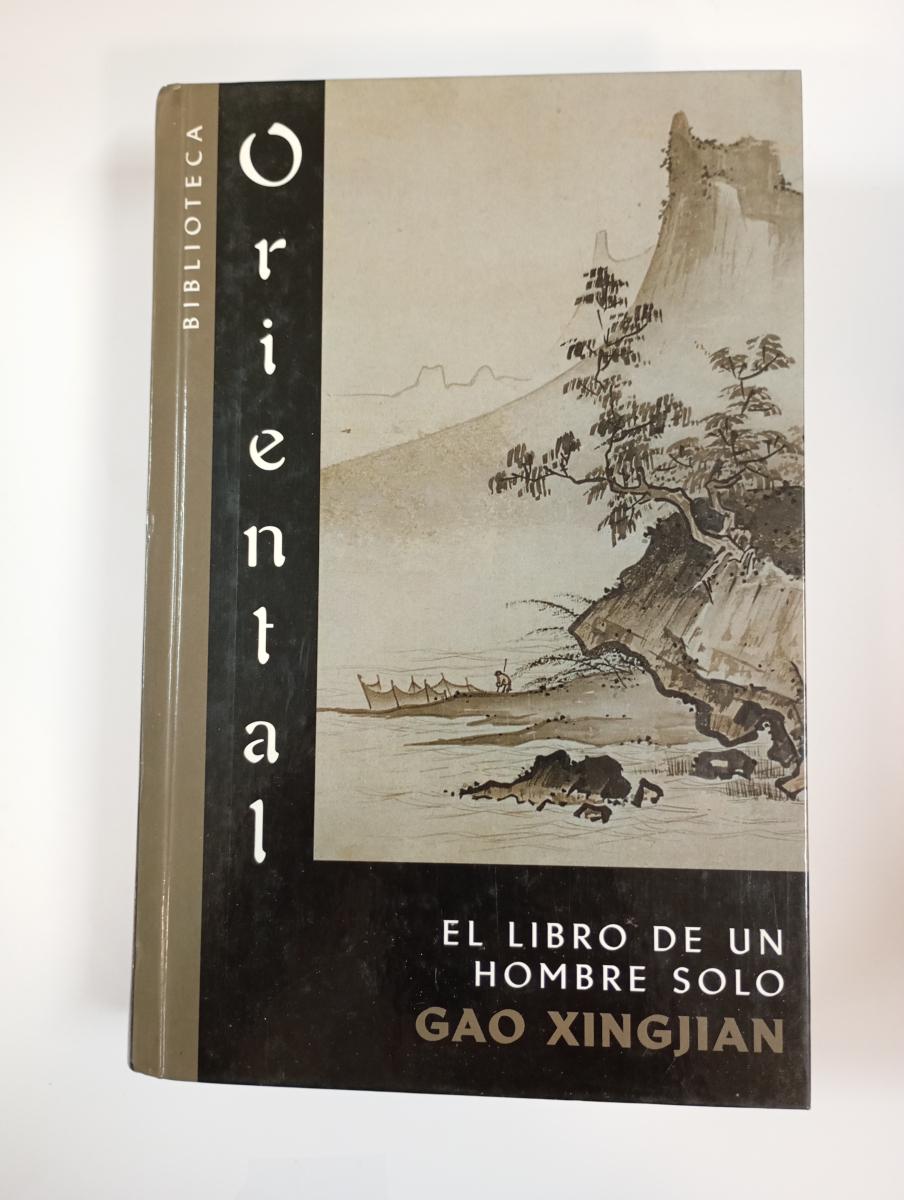 BIBLIOTECA
Oriental
EL LIBRO DE UN
HOMBRE SOLO
GAO XINGJIAN